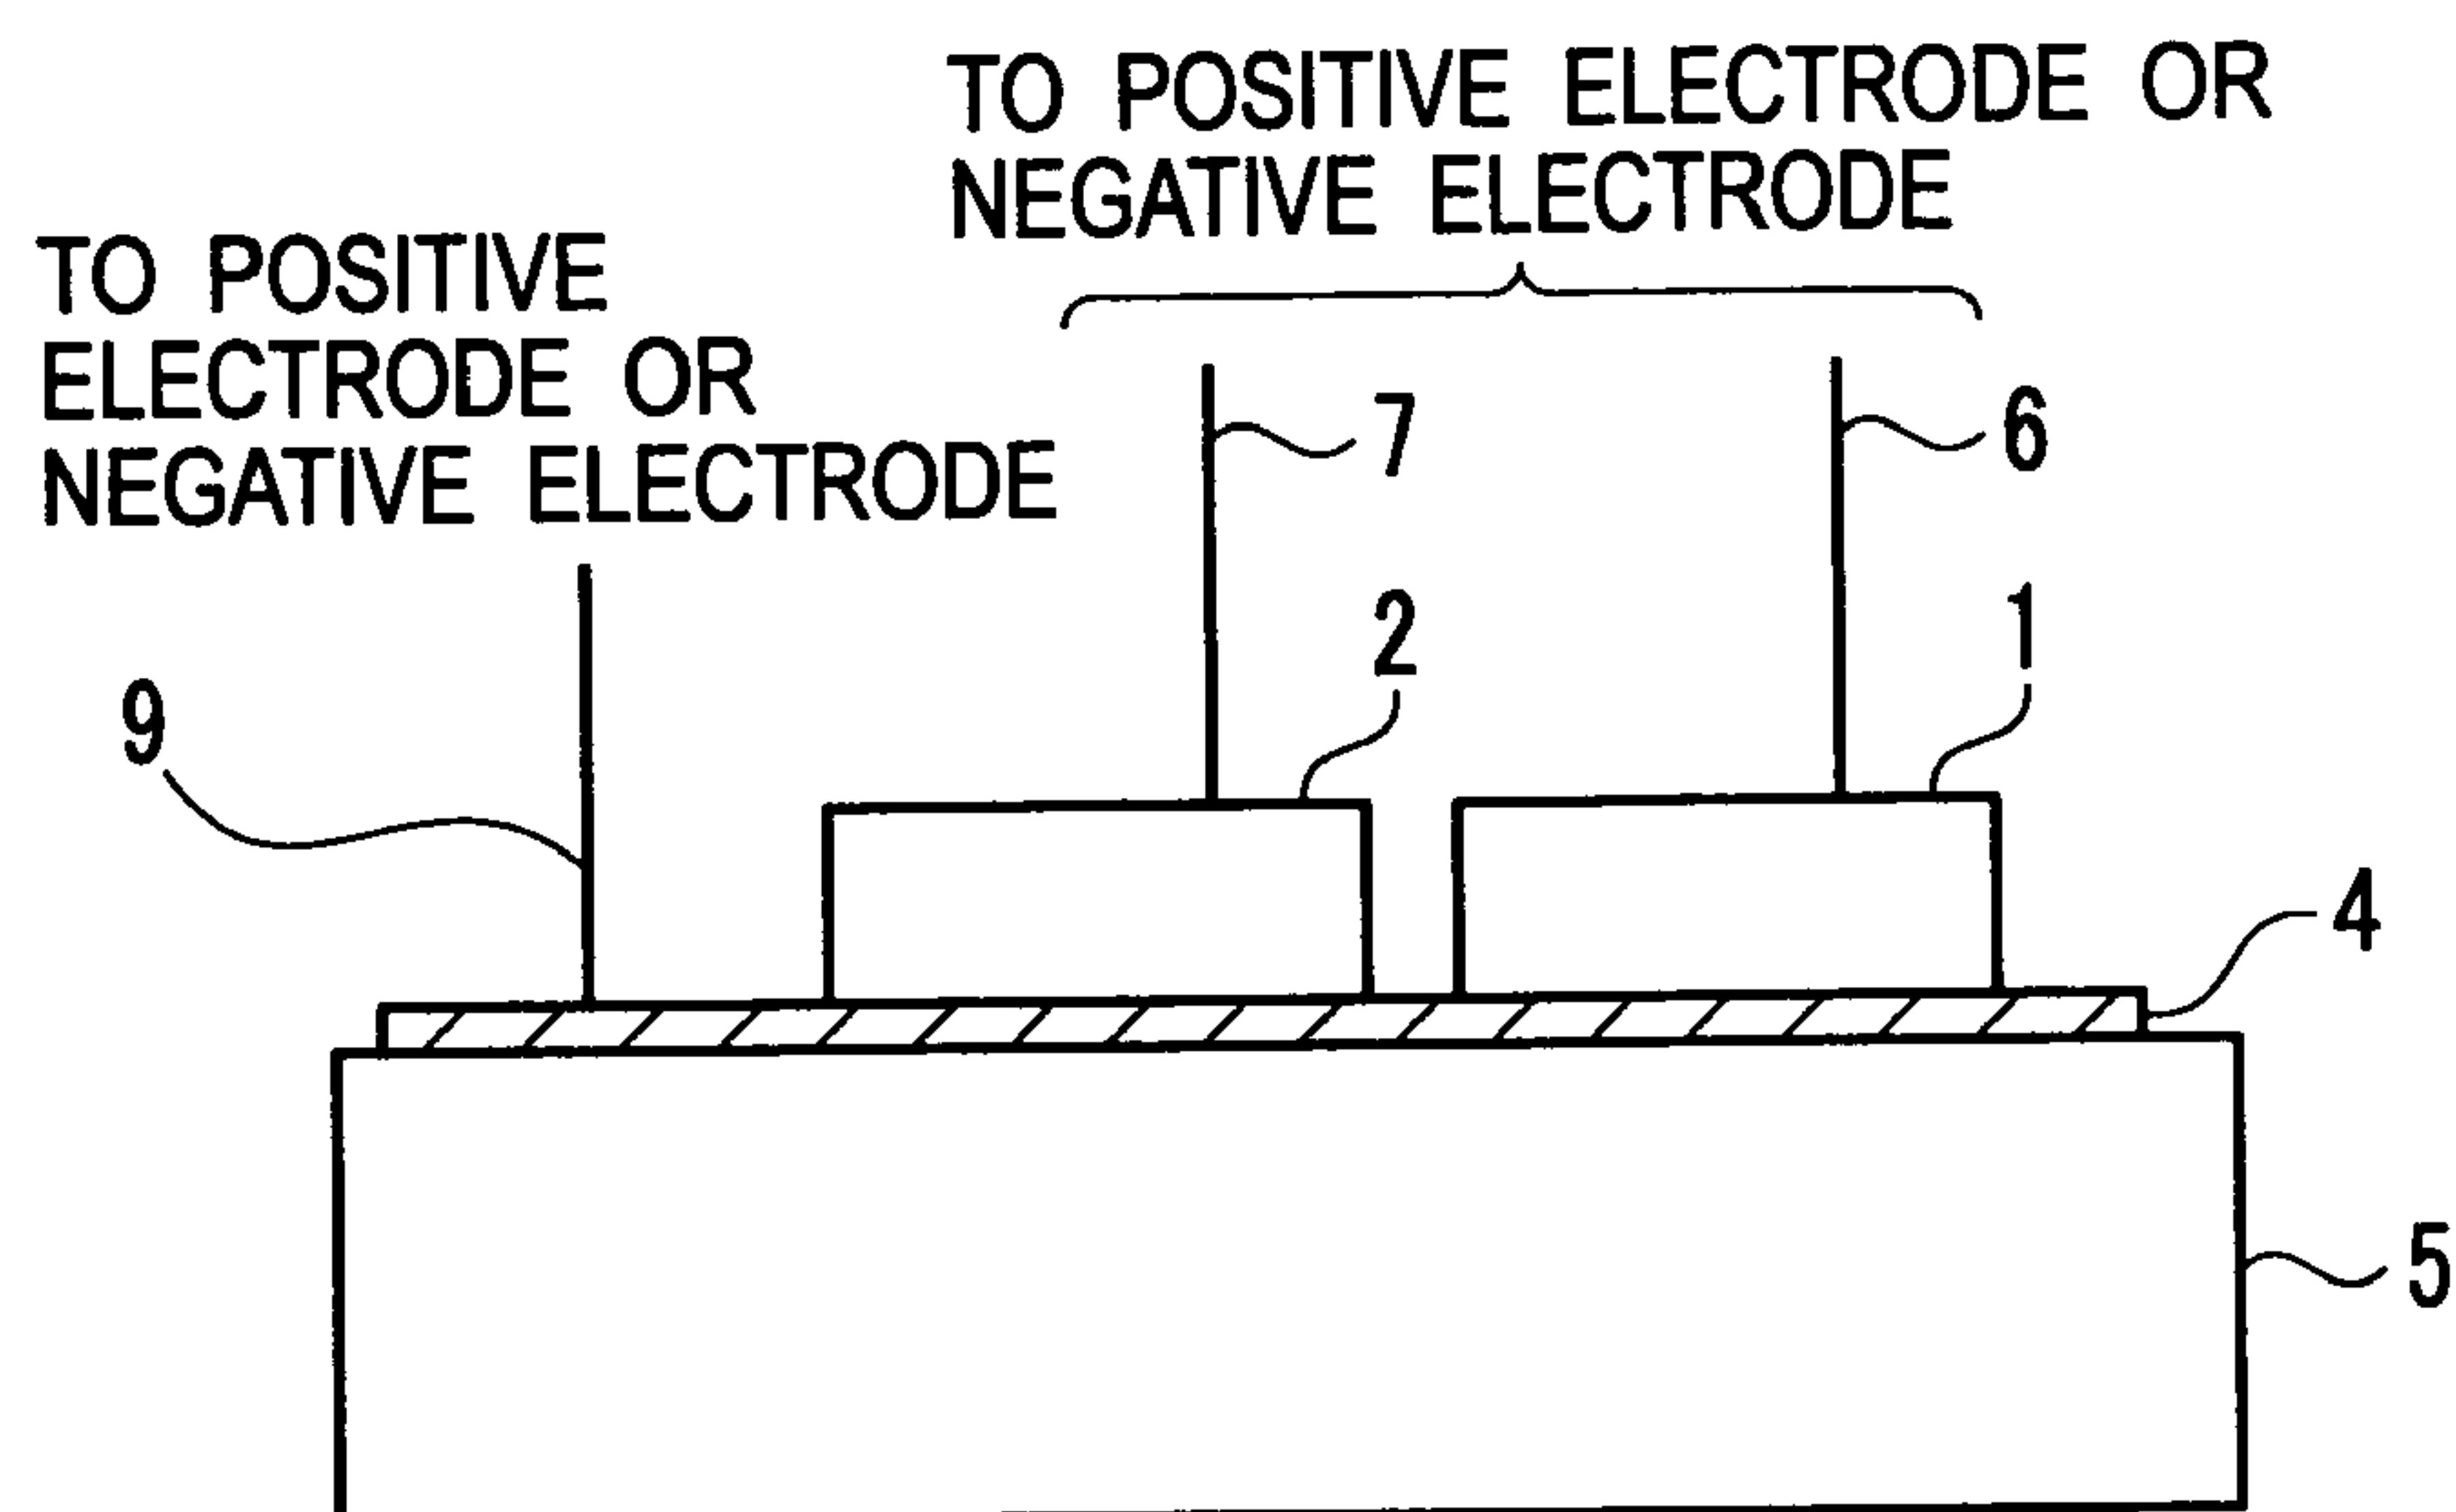 TO POSITIVE ELECTRODE OR
NEGATIVE ELECTRODE
TO POSITIVE
ELECTRODE OR
NEGATIVE ELECTRODE
7
6
2
1
9
4
5